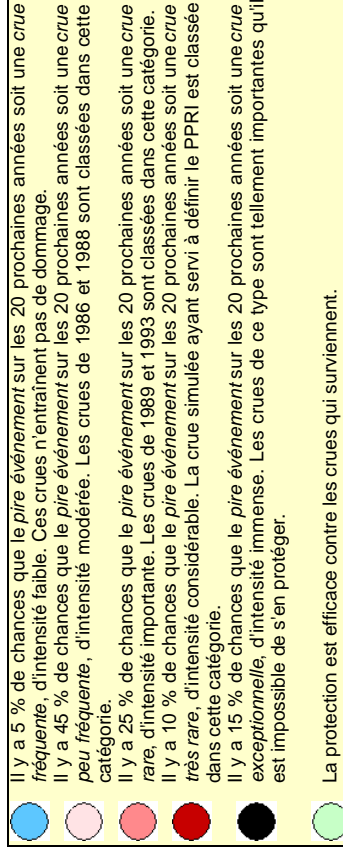 Il y a 5 % de chances que le pire événement sur les 20 prochaines années soit une crue
fréquente, d'intensité faible. Ces crues n'entraînent pas de dommage.
Il y a 45 % de chances que le pire événement sur les 20 prochaines années soit une crue
peu fréquente, d'intensité modérée. Les crues de 1986 et 1988 sont classées dans cette
catégorie.
Il y a 25 % de chances que le pire événement sur les 20 prochaines années soit une crue
rare, d'intensité importante. Les crues de 1989 et 1993 sont classées dans cette catégorie.
Il y a 10 % de chances que le pire événement sur les 20 prochaines années soit une crue
très rare, d'intensité considérable. La crue simulée ayant servi à définir le PPRI est classée
dans cette catégorie.
Il y a 15 % de chances que le pire événement sur les 20 prochaines années soit une crue
exceptionnelle, d'intensité immense. Les crues de ce type sont tellement importantes qu'il
est impossible de s'en protéger.
La protection est efficace contre les crues qui surviennent.